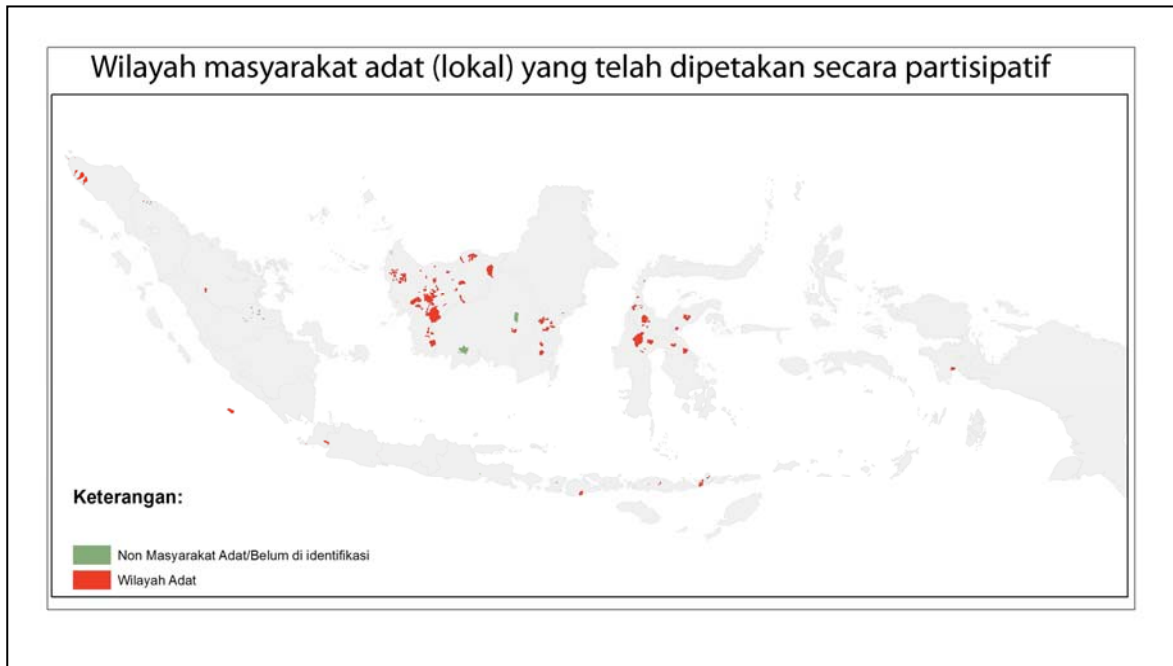 Wilayah masyarakat adat (lokal) yang telah dipetakan secara partisipatif
Keterangan:
Non Masyarakat Adat/Belum di identifikasi
Wilayah Adat